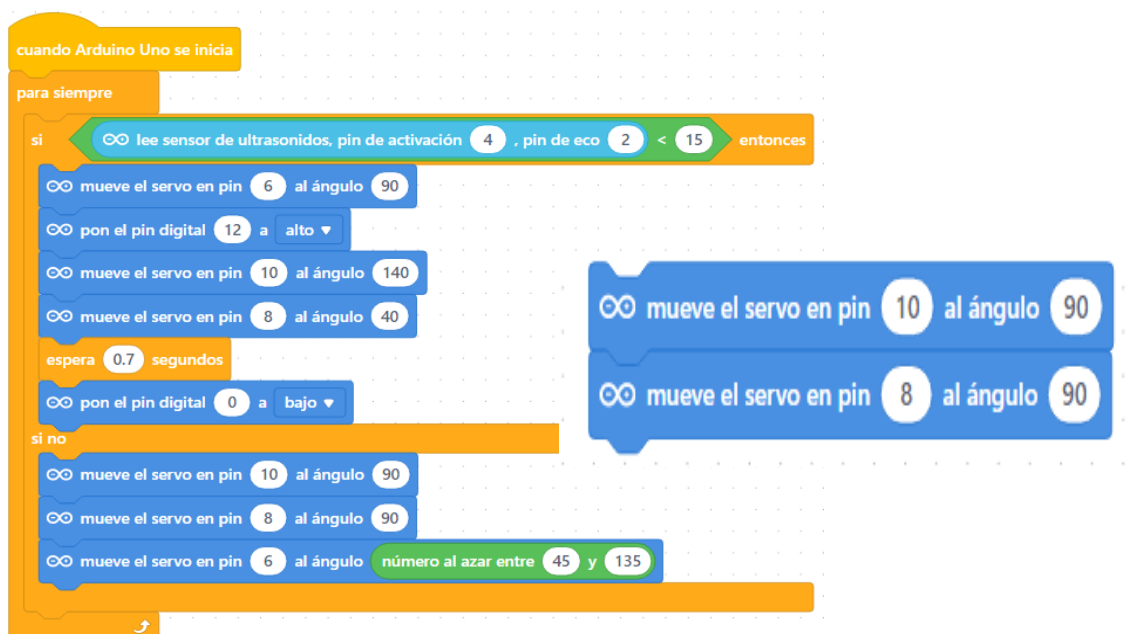 cuando Arduino Uno se inicia
para siempre
si lee sensor de ultrasonidos, pin de activación 4 , pin de eco 2 < 15 entonces
mueve el servo en pin 6 al ángulo 90
pon el pin digital 12 a alto
mueve el servo en pin 10 al ángulo 140
mueve el servo en pin 8 al ángulo 40
espera 0.7 segundos
pon el pin digital 0 a bajo
si no
mueve el servo en pin 10 al ángulo 90
mueve el servo en pin 8 al ángulo 90
mueve el servo en pin 6 al ángulo número al azar entre 45 y 135
mueve el servo en pin 10 al ángulo 90
mueve el servo en pin 8 al ángulo 90